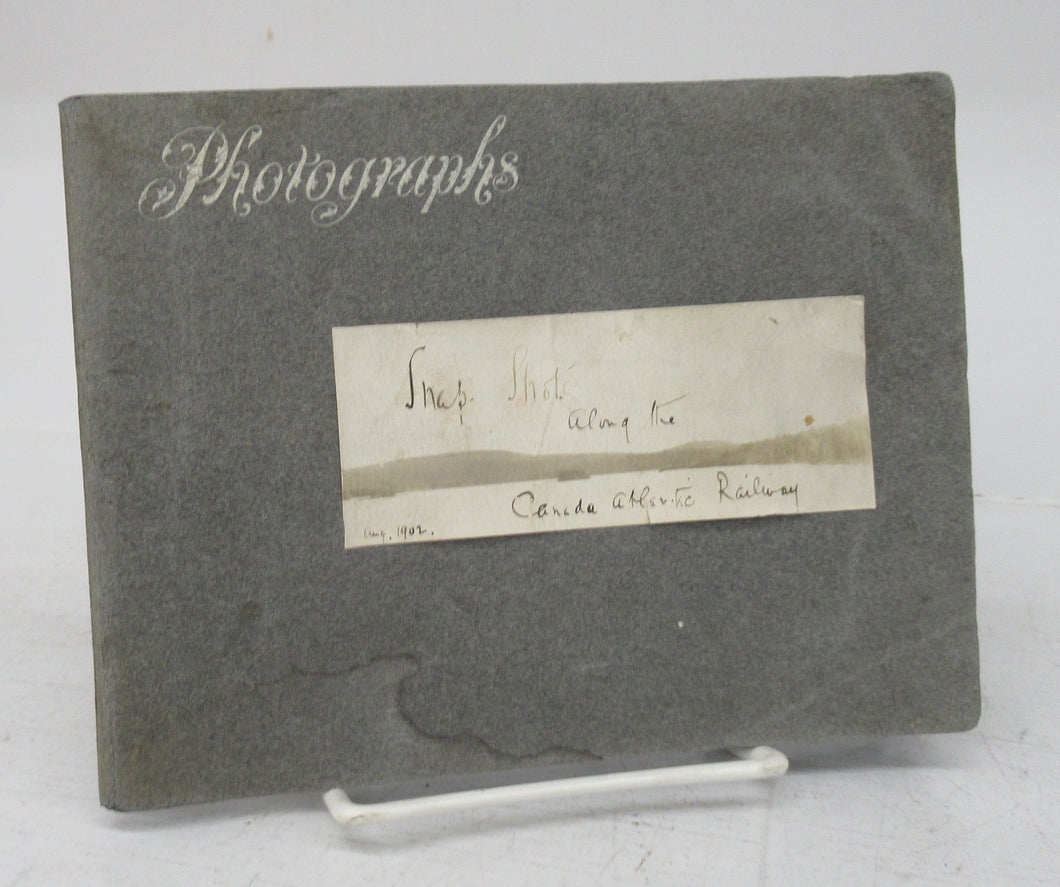 Photographs
Snap Shots
along the
Canada Atlantic Railway
Aug. 1902.